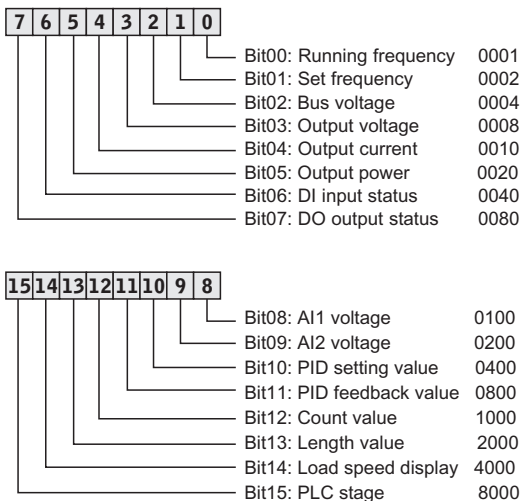 7 6 5 4 3 2 1 0
Bit00: Running frequency 0001
Bit01: Set frequency 0002
Bit02: Bus voltage 0004
Bit03: Output voltage 0008
Bit04: Output current 0010
Bit05: Output power 0020
Bit06: DI input status 0040
Bit07: DO output status 0080
15 14 13 12 11 10 9 8
Bit08: AI1 voltage 0100
Bit09: AI2 voltage 0200
Bit10: PID setting value 0400
Bit11: PID feedback value 0800
Bit12: Count value 1000
Bit13: Length value 2000
Bit14: Load speed display 4000
Bit15: PLC stage 8000